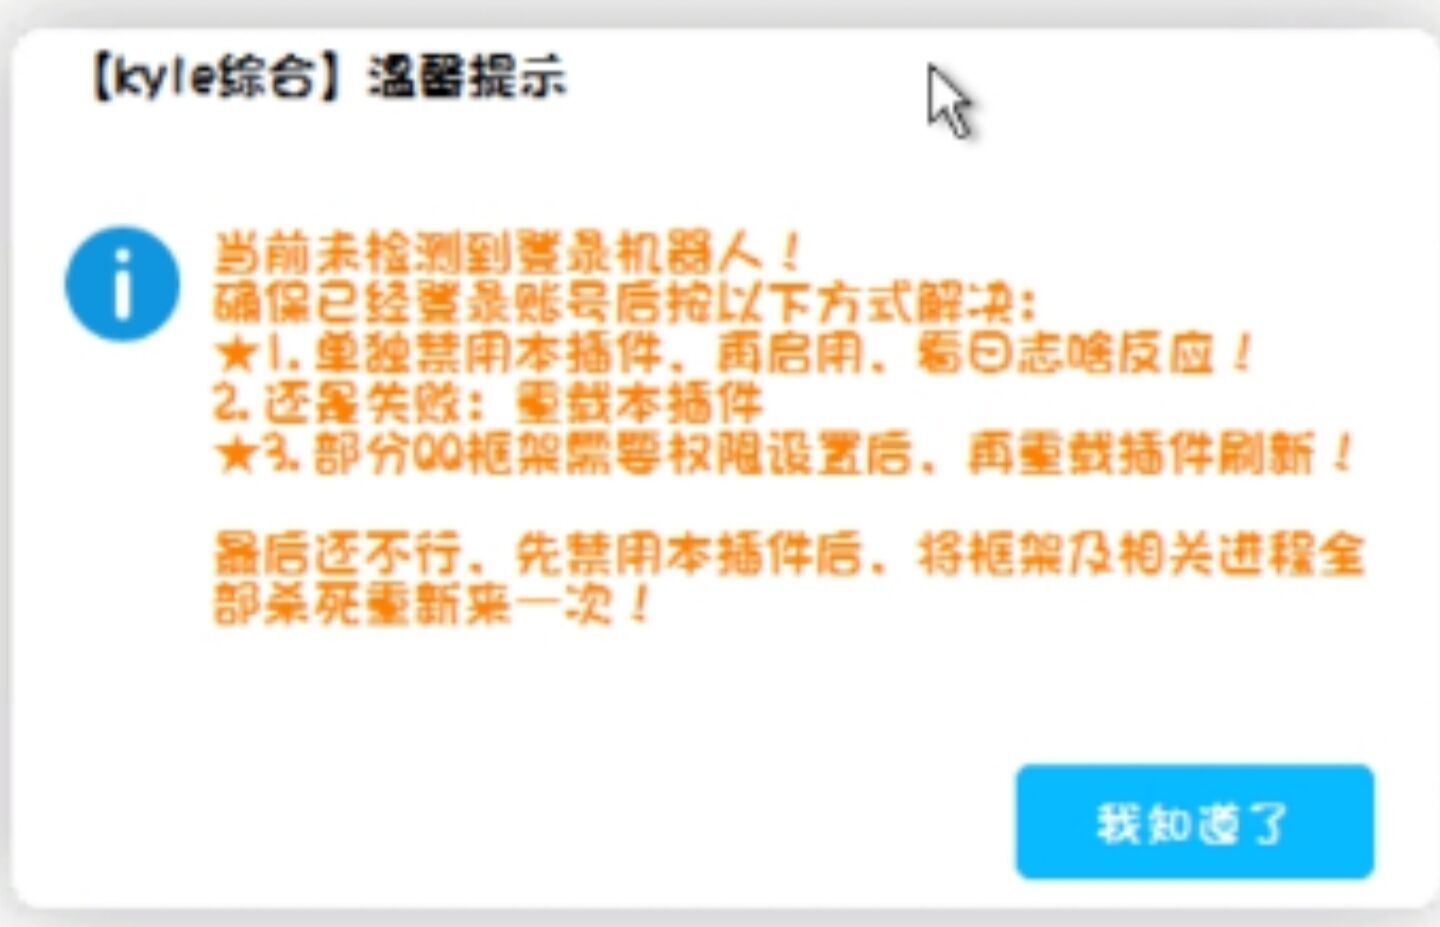 【kyle综合】温馨提示
当前未检测到登录机器人！
确保已经登录账号后按以下方式解决：
★1.单独禁用本插件，再启用，看日志啥反应！
2.还是失败：重载本插件
★3.部分QQ框架需要权限设置后，再重载插件刷新！
最后还不行，先禁用本插件后，将框架及相关进程全
部杀死重新来一次！
我知道了